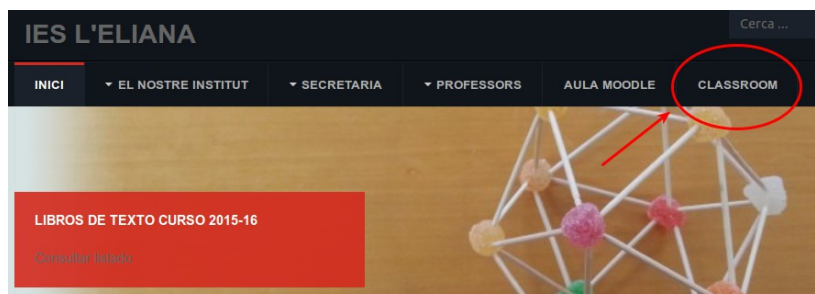 IES L'ELIANA
Cerca ...
INICI EL NOSTRE INSTITUT SECRETARIA PROFESSORS AULA MOODLE CLASSROOM
LIBROS DE TEXTO CURSO 2015-16
Consultar listado